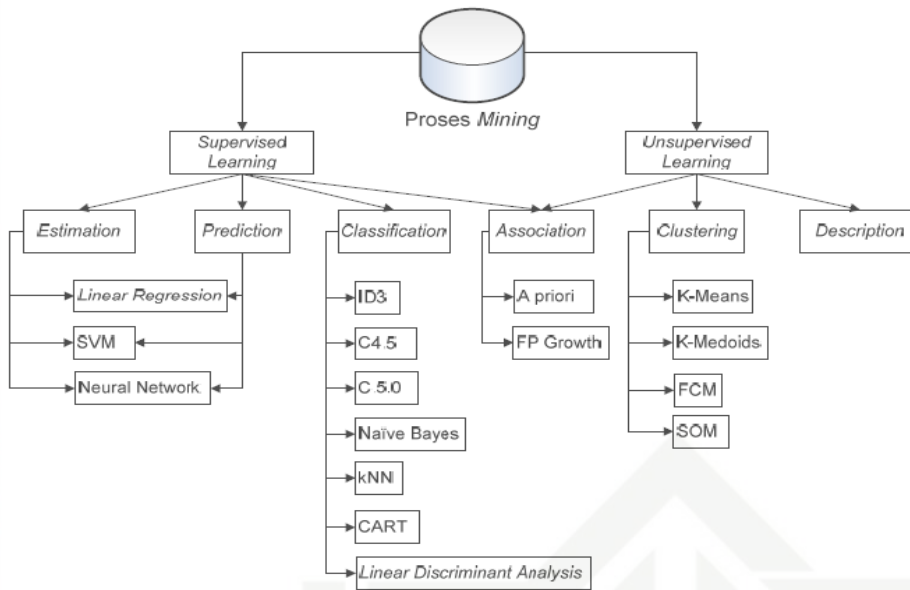 Proses Mining
Supervised
Learning
Unsupervised
Learning
Estimation
Prediction
Classification
Association
Clustering
Description
Linear Regression
SVM
Neural Network
ID3
C4.5
C.5.0
Naïve Bayes
kNN
CART
Linear Discriminant Analysis
A priori
FP Growth
K-Means
K-Medoids
FCM
SOM